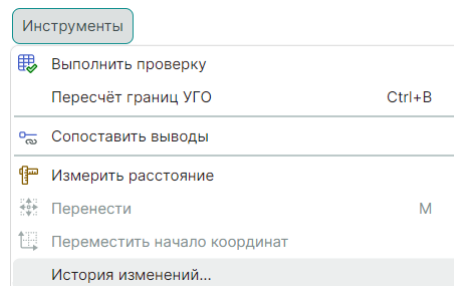 Инструменты
Выполнить проверку
Пересчёт границ УГО Ctrl+B
Сопоставить выводы
Измерить расстояние
Перенести M
Переместить начало координат
История изменений...